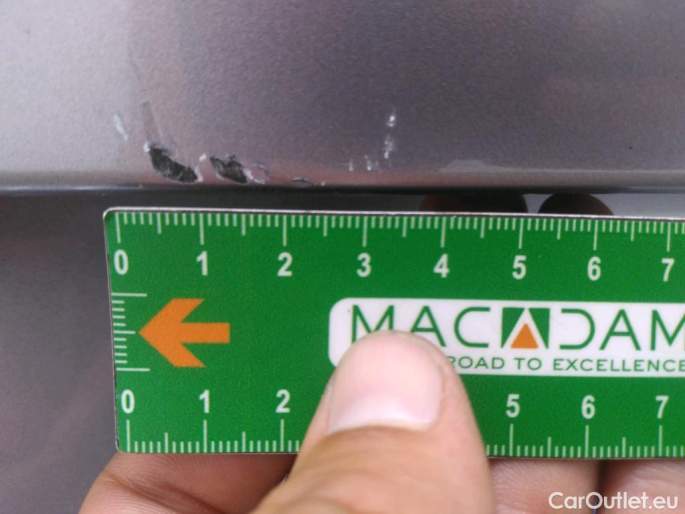 0 1 2 3 4 5 6 7
MACADAM
ROAD TO EXCELLENCE
0 1 2 5 6 7
CarOutlet.eu